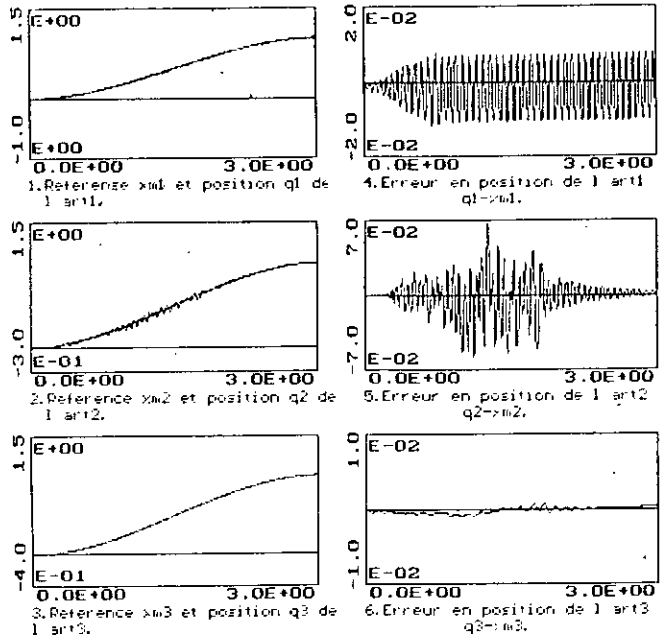 1.5
E+00
-1.0
E+00
0.0E+00 3.0E+00
1.Referense xm1 et position q1 de
l art1.
2.0
E-02
-2.0
E-02
0.0E+00 3.0E+00
4.Erreur en position de l art1
q1-xm1.
1.5
E+00
-3.0
E-01
0.0E+00 3.0E+00
2.Reference xm2 et position q2 de
l art2.
7.0
E-02
-7.0
E-02
0.0E+00 3.0E+00
5.Erreur en position de l art2
q2-xm2.
1.5
E+00
-4.0
E-01
0.0E+00 3.0E+00
3.Reference xm3 et position q3 de
l art3.
1.0
E-02
-1.0
E-02
0.0E+00 3.0E+00
6.Erreur en position de l art3
q3-xm3.